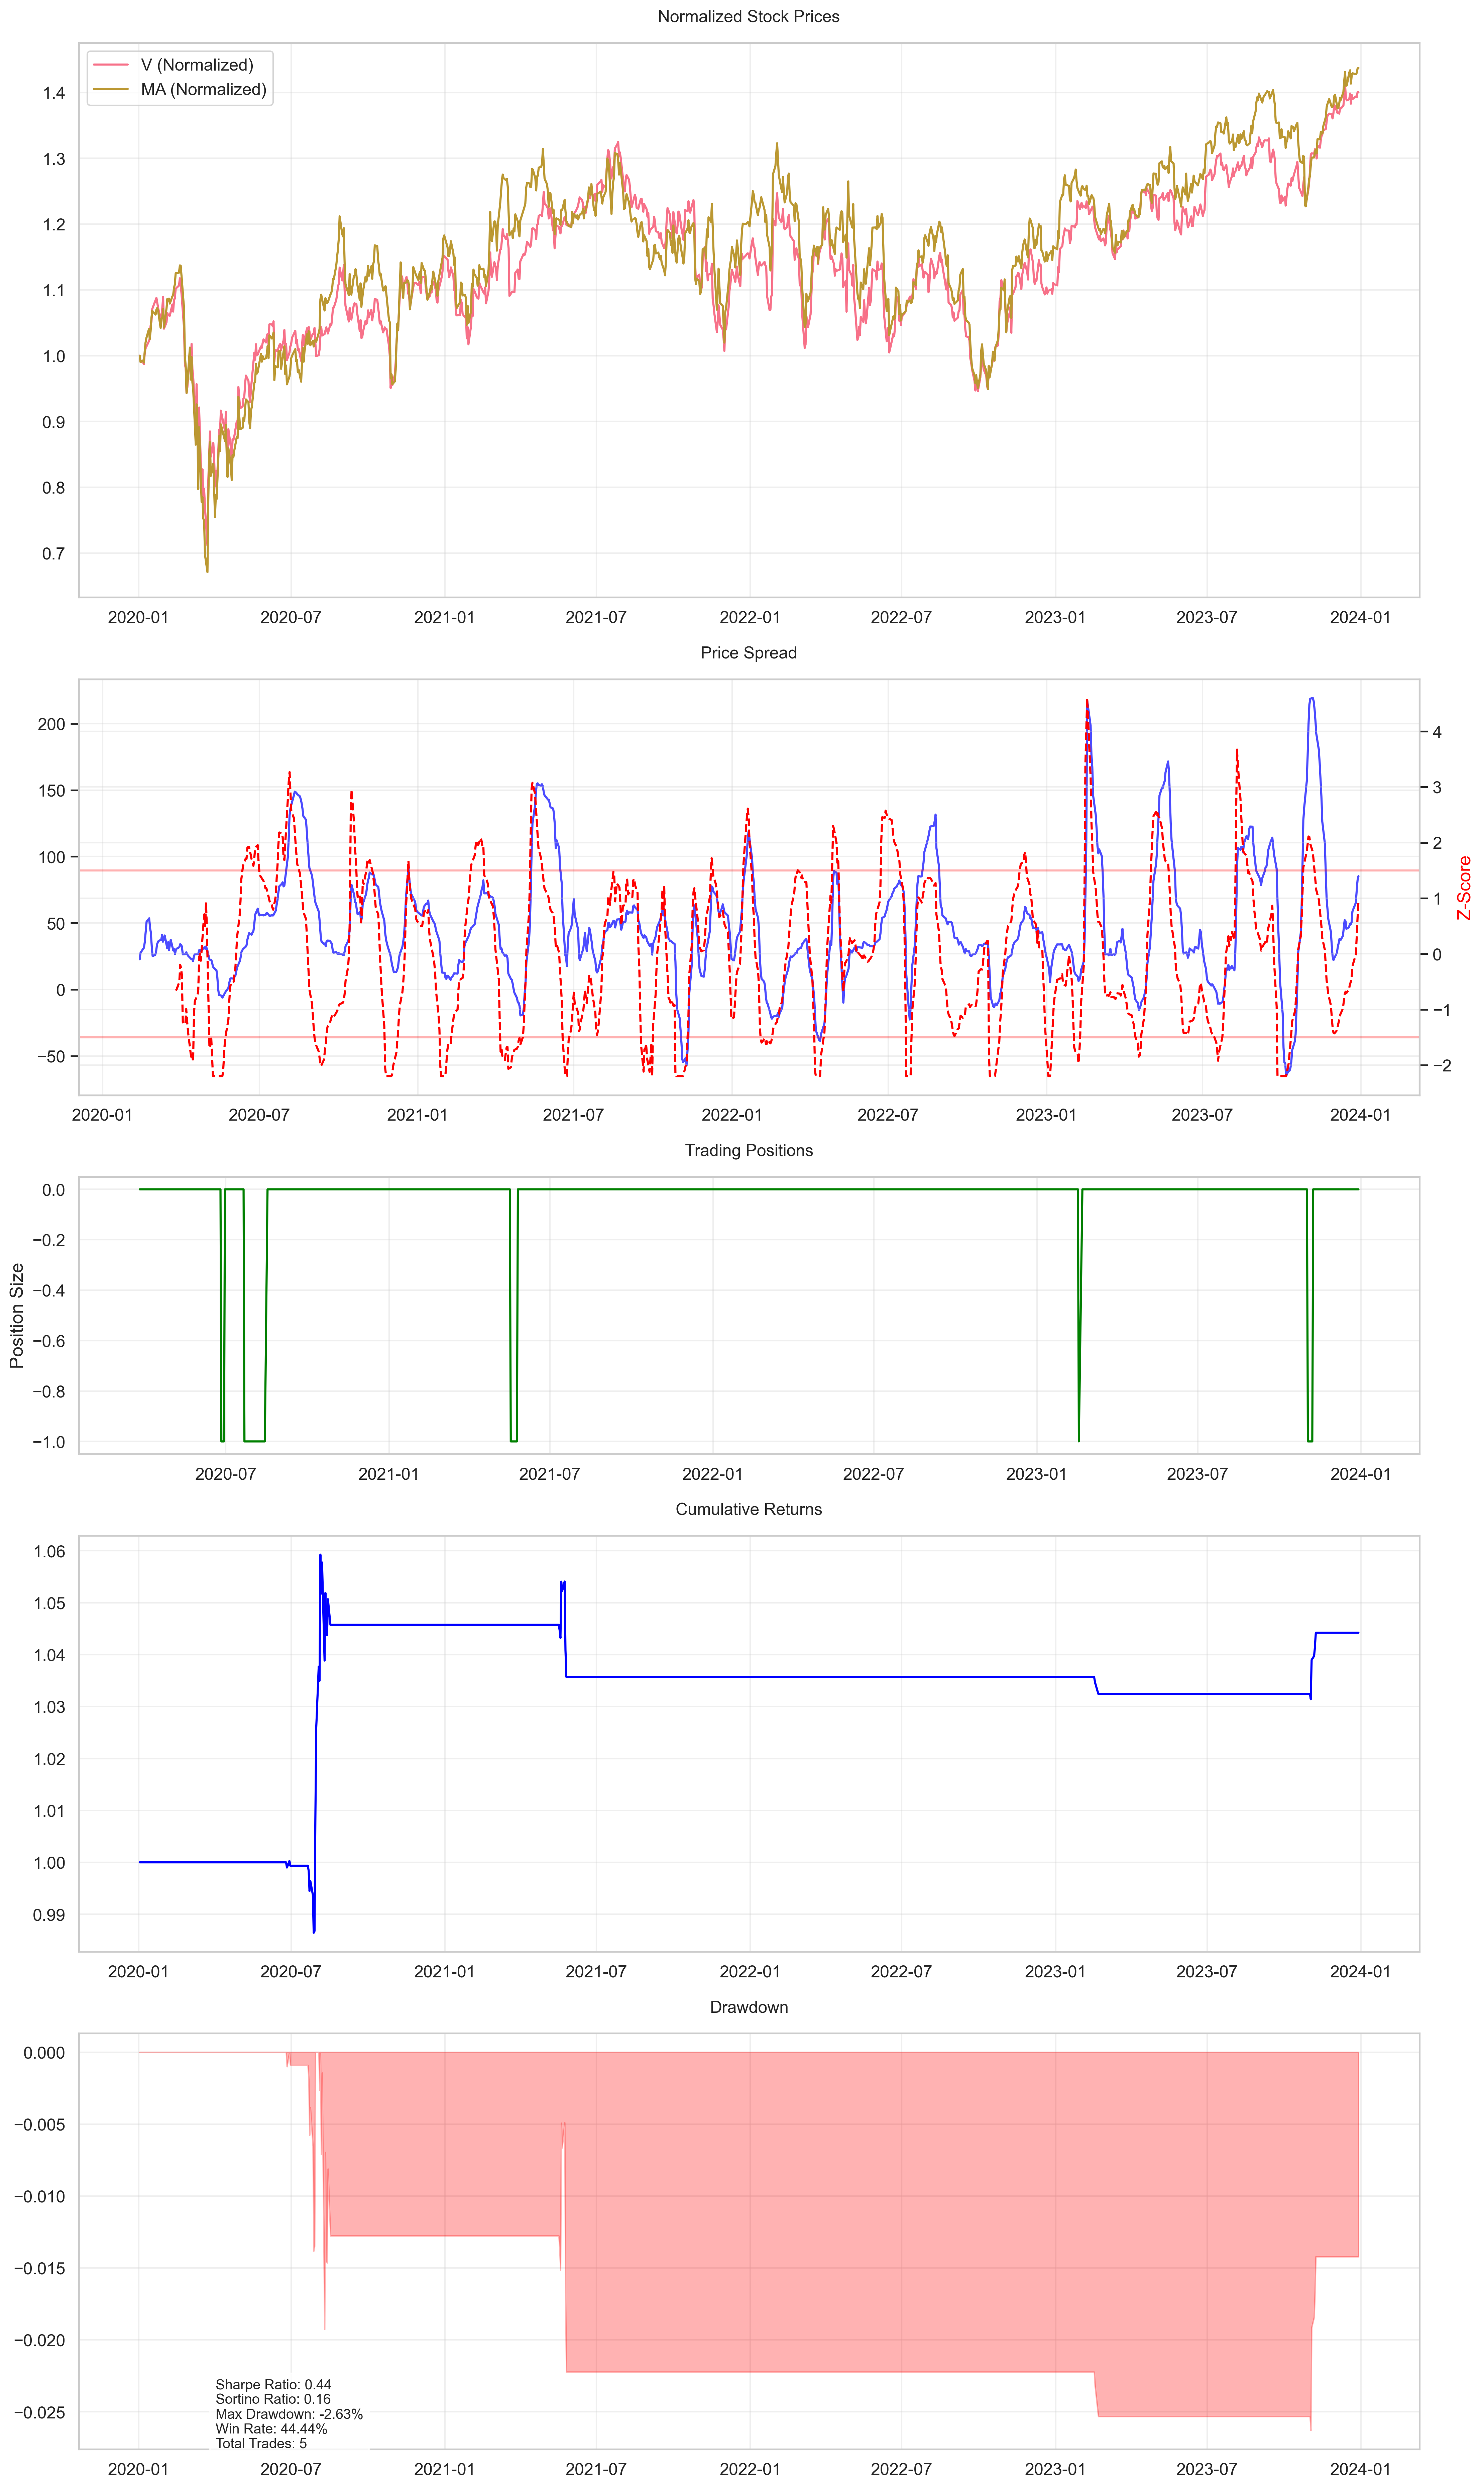 Normalized Stock Prices
V (Normalized)
MA (Normalized)
1.4
1.3
1.2
1.1
1.0
0.9
0.8
0.7
2020-01 2020-07 2021-01 2021-07 2022-01 2022-07 2023-01 2023-07 2024-01
Price Spread
200
150
100
50
0
−50
4
3
2
1
0
−1
−2
Z-Score
2020-01 2020-07 2021-01 2021-07 2022-01 2022-07 2023-01 2023-07 2024-01
Trading Positions
Position Size
0.0
−0.2
−0.4
−0.6
−0.8
−1.0
2020-07 2021-01 2021-07 2022-01 2022-07 2023-01 2023-07 2024-01
Cumulative Returns
1.06
1.05
1.04
1.03
1.02
1.01
1.00
0.99
2020-01 2020-07 2021-01 2021-07 2022-01 2022-07 2023-01 2023-07 2024-01
Drawdown
0.000
−0.005
−0.010
−0.015
−0.020
−0.025
Sharpe Ratio: 0.44
Sortino Ratio: 0.16
Max Drawdown: -2.63%
Win Rate: 44.44%
Total Trades: 5
2020-01 2020-07 2021-01 2021-07 2022-01 2022-07 2023-01 2023-07 2024-01